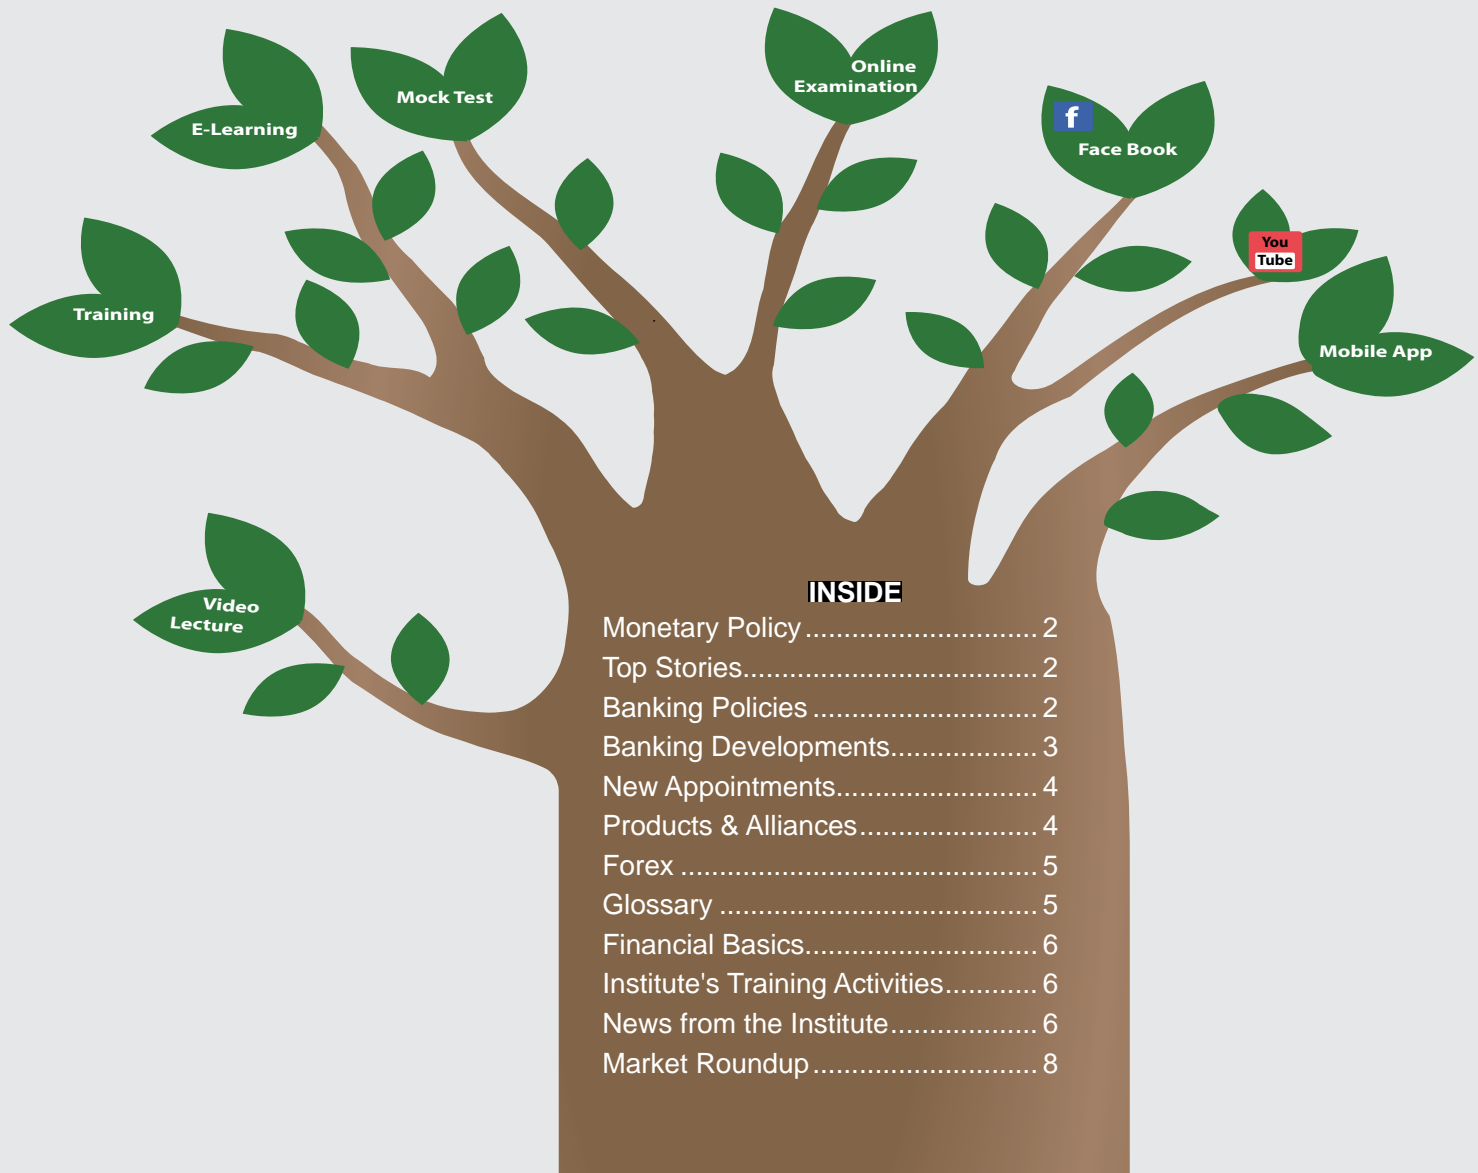 Online
Examination
Mock Test
E-Learning
f
Face Book
You
Tube
Training
Mobile App
Video
Lecture
INSIDE
Monetary Policy.............................. 2
Top Stories...................................... 2
Banking Policies ............................. 2
Banking Developments................... 3
New Appointments.......................... 4
Products & Alliances....................... 4
Forex .............................................. 5
Glossary ......................................... 5
Financial Basics.............................. 6
Institute's Training Activities............ 6
News from the Institute................... 6
Market Roundup............................. 8